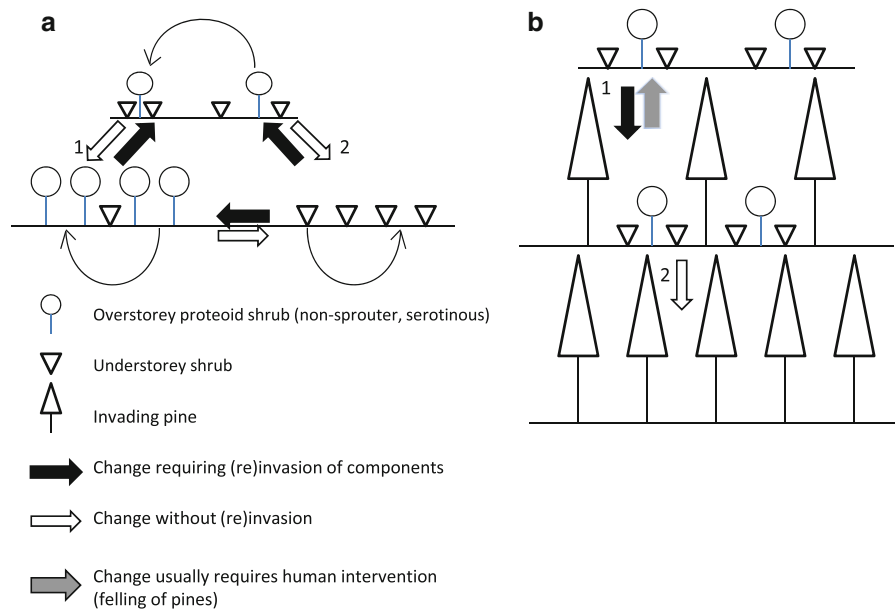 a
1
2
Overstorey proteoid shrub (non-sprouter, serotinous)
Understorey shrub
Invading pine
Change requiring (re)invasion of components
Change without (re)invasion
Change usually requires human intervention
(felling of pines)
b
1
2